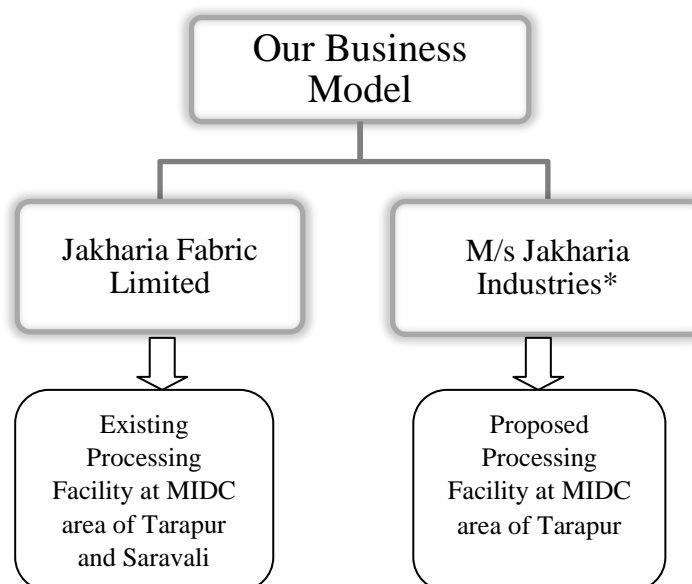 Our Business
Model
Jakharia Fabric
Limited
M/s Jakharia
Industries*
Existing
Processing
Facility at MIDC
area of Tarapur
and Saravali
Proposed
Processing
Facility at MIDC
area of Tarapur